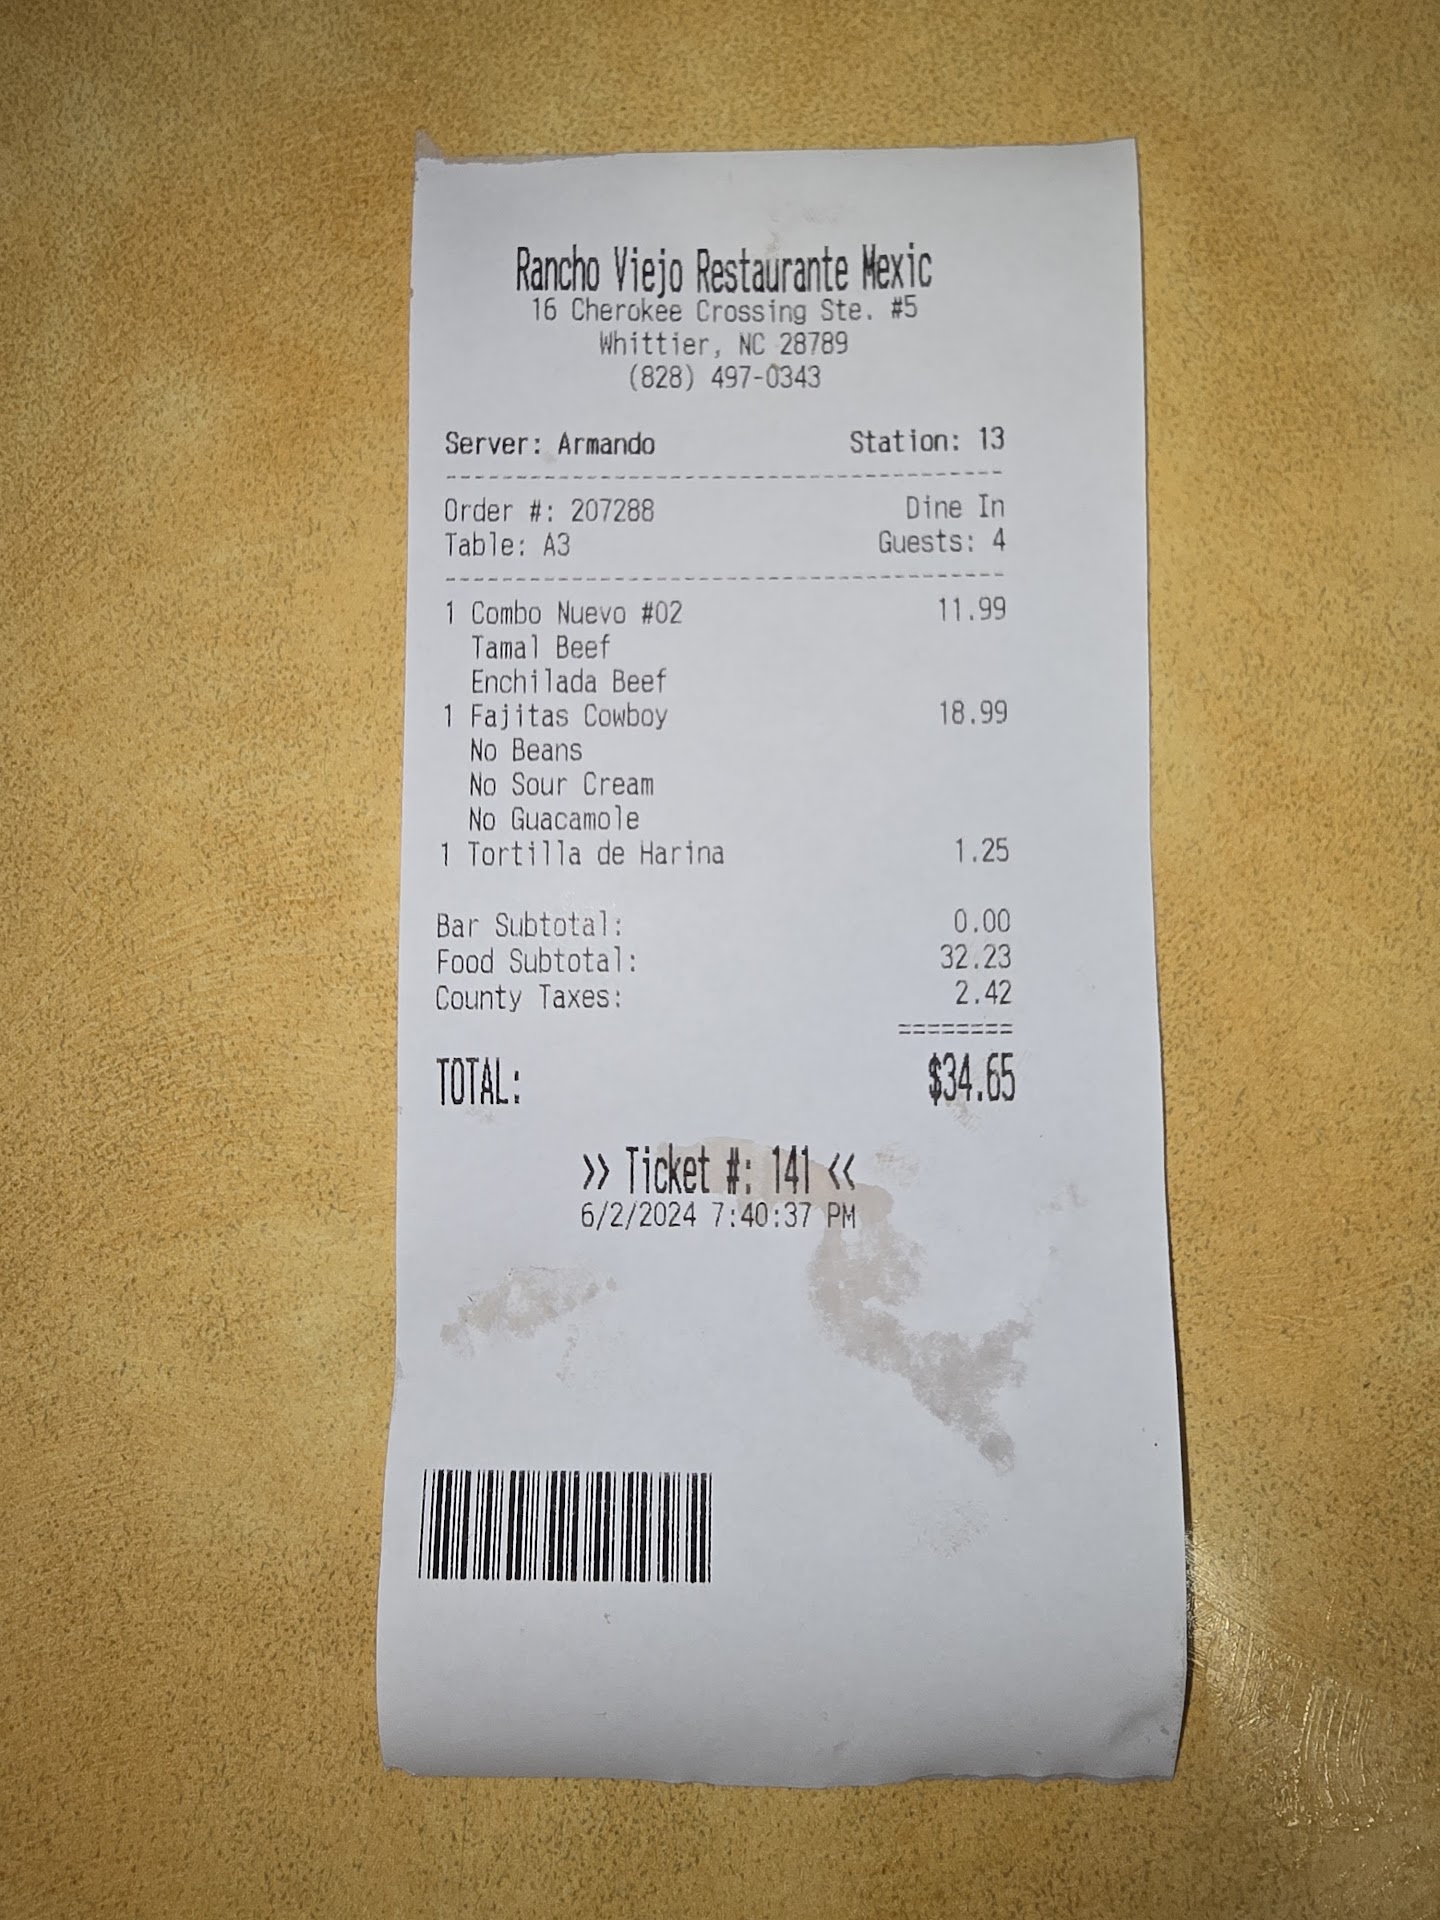 Rancho Viejo Restaurante Mexic
16 Cherokee Crossing Ste. #5
Whittier, NC 28789
(828) 497-0343
Server: Armando Station: 13
----------------------------------------
Order #: 207288 Dine In
Table: A3 Guests: 4
----------------------------------------
1 Combo Nuevo #02 11.99
Tamal Beef
Enchilada Beef
1 Fajitas Cowboy 18.99
No Beans
No Sour Cream
No Guacamole
1 Tortilla de Harina 1.25
Bar Subtotal: 0.00
Food Subtotal: 32.23
County Taxes: 2.42
========
TOTAL: $34.65
>> Ticket #: 141 <<
6/2/2024 7:40:37 PM